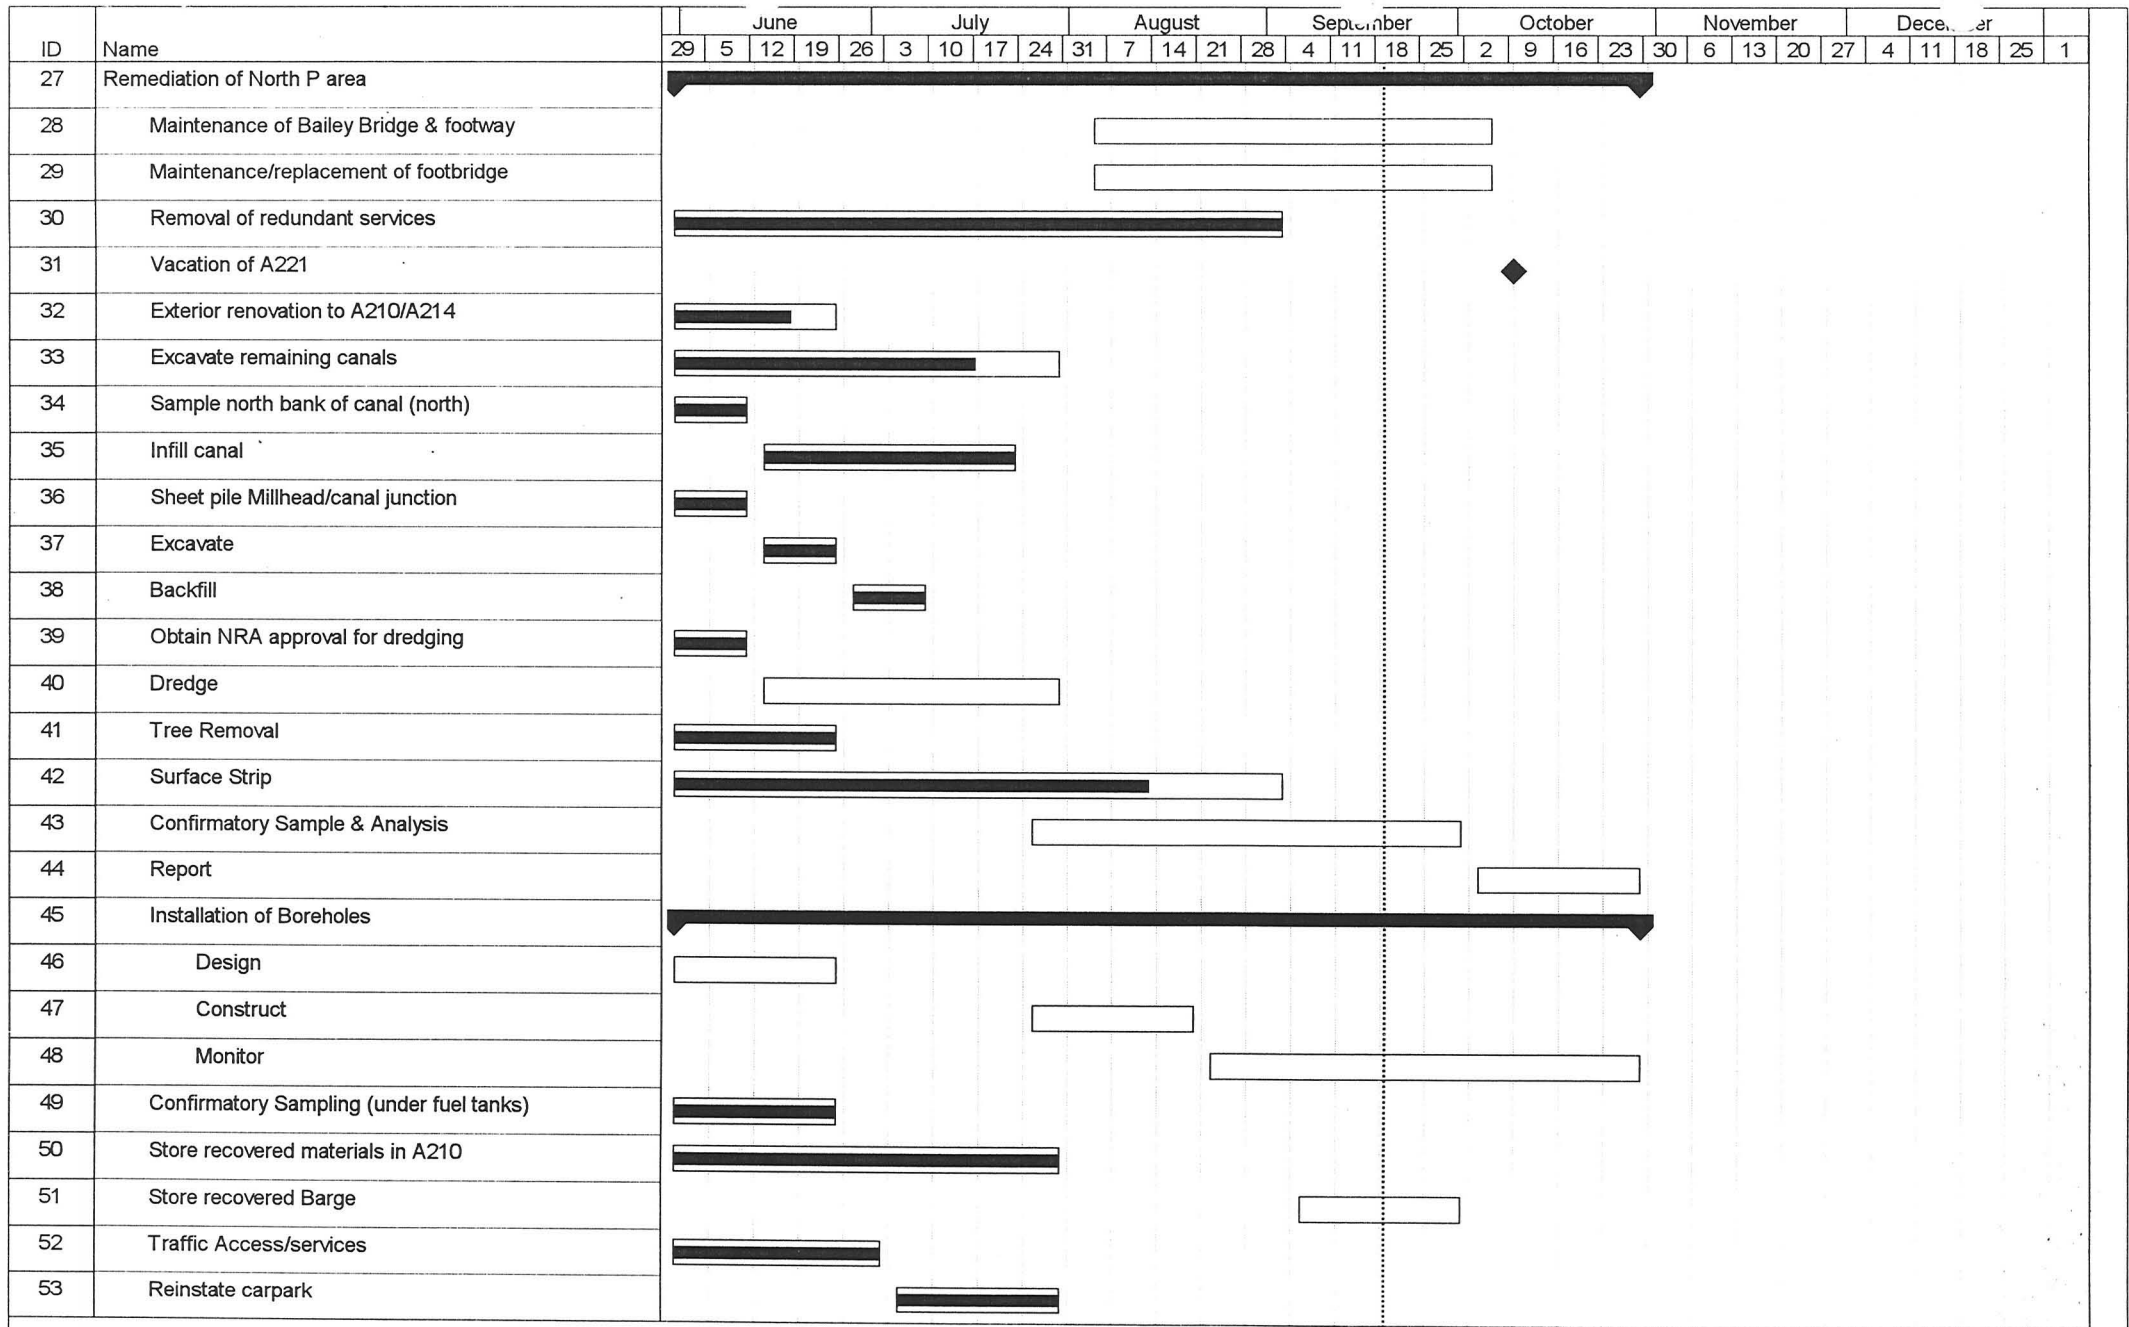 June July August September October November December
ID Name 29 5 12 19 26 3 10 17 24 31 7 14 21 28 4 11 18 25 2 9 16 23 30 6 13 20 27 4 11 18 25 1
27 Remediation of North P area
28 Maintenance of Bailey Bridge & footway
29 Maintenance/replacement of footbridge
30 Removal of redundant services
31 Vacation of A221
32 Exterior renovation to A210/A214
33 Excavate remaining canals
34 Sample north bank of canal (north)
35 Infill canal
36 Sheet pile Millhead/canal junction
37 Excavate
38 Backfill
39 Obtain NRA approval for dredging
40 Dredge
41 Tree Removal
42 Surface Strip
43 Confirmatory Sample & Analysis
44 Report
45 Installation of Boreholes
46 Design
47 Construct
48 Monitor
49 Confirmatory Sampling (under fuel tanks)
50 Store recovered materials in A210
51 Store recovered Barge
52 Traffic Access/services
53 Reinstate carpark